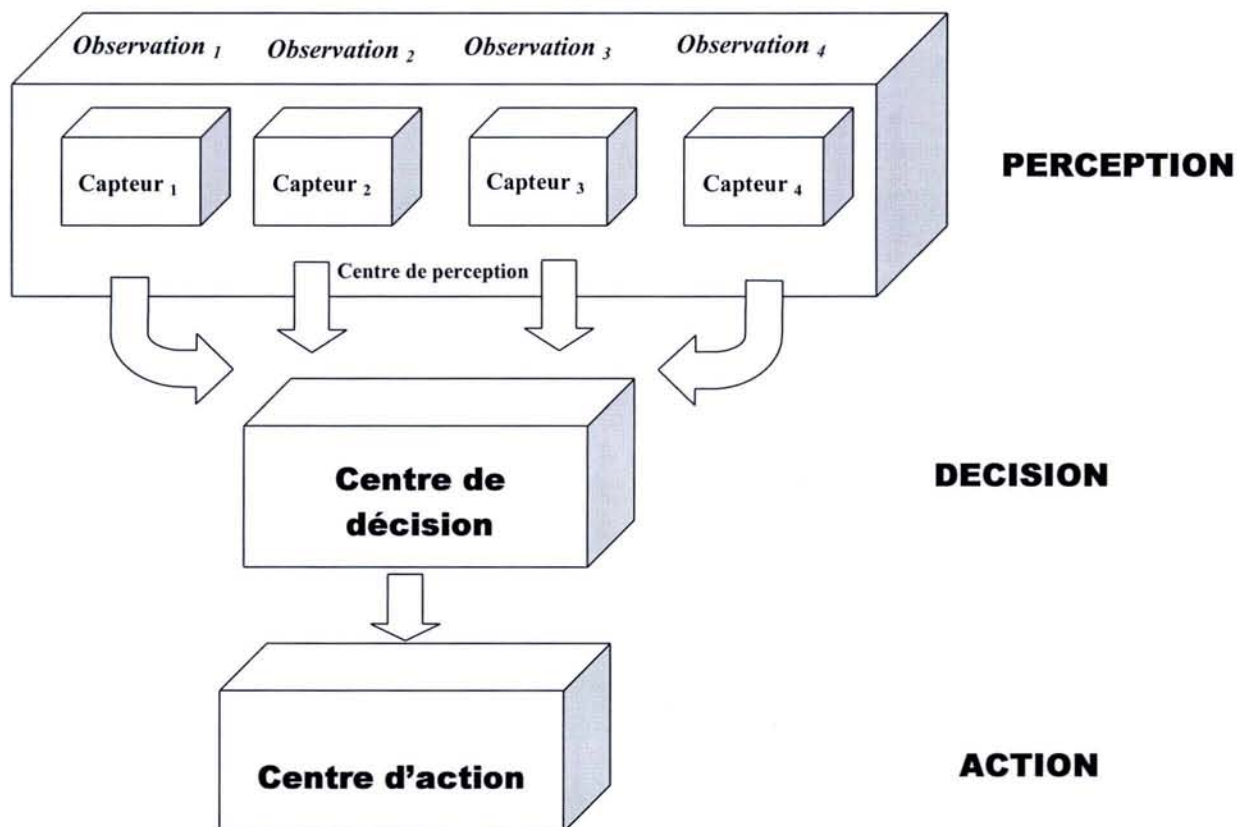 Observation 1 Observation 2 Observation 3 Observation 4
Capteur 1 Capteur 2 Capteur 3 Capteur 4
PERCEPTION
Centre de perception
Centre de
décision
DECISION
Centre d’action
ACTION